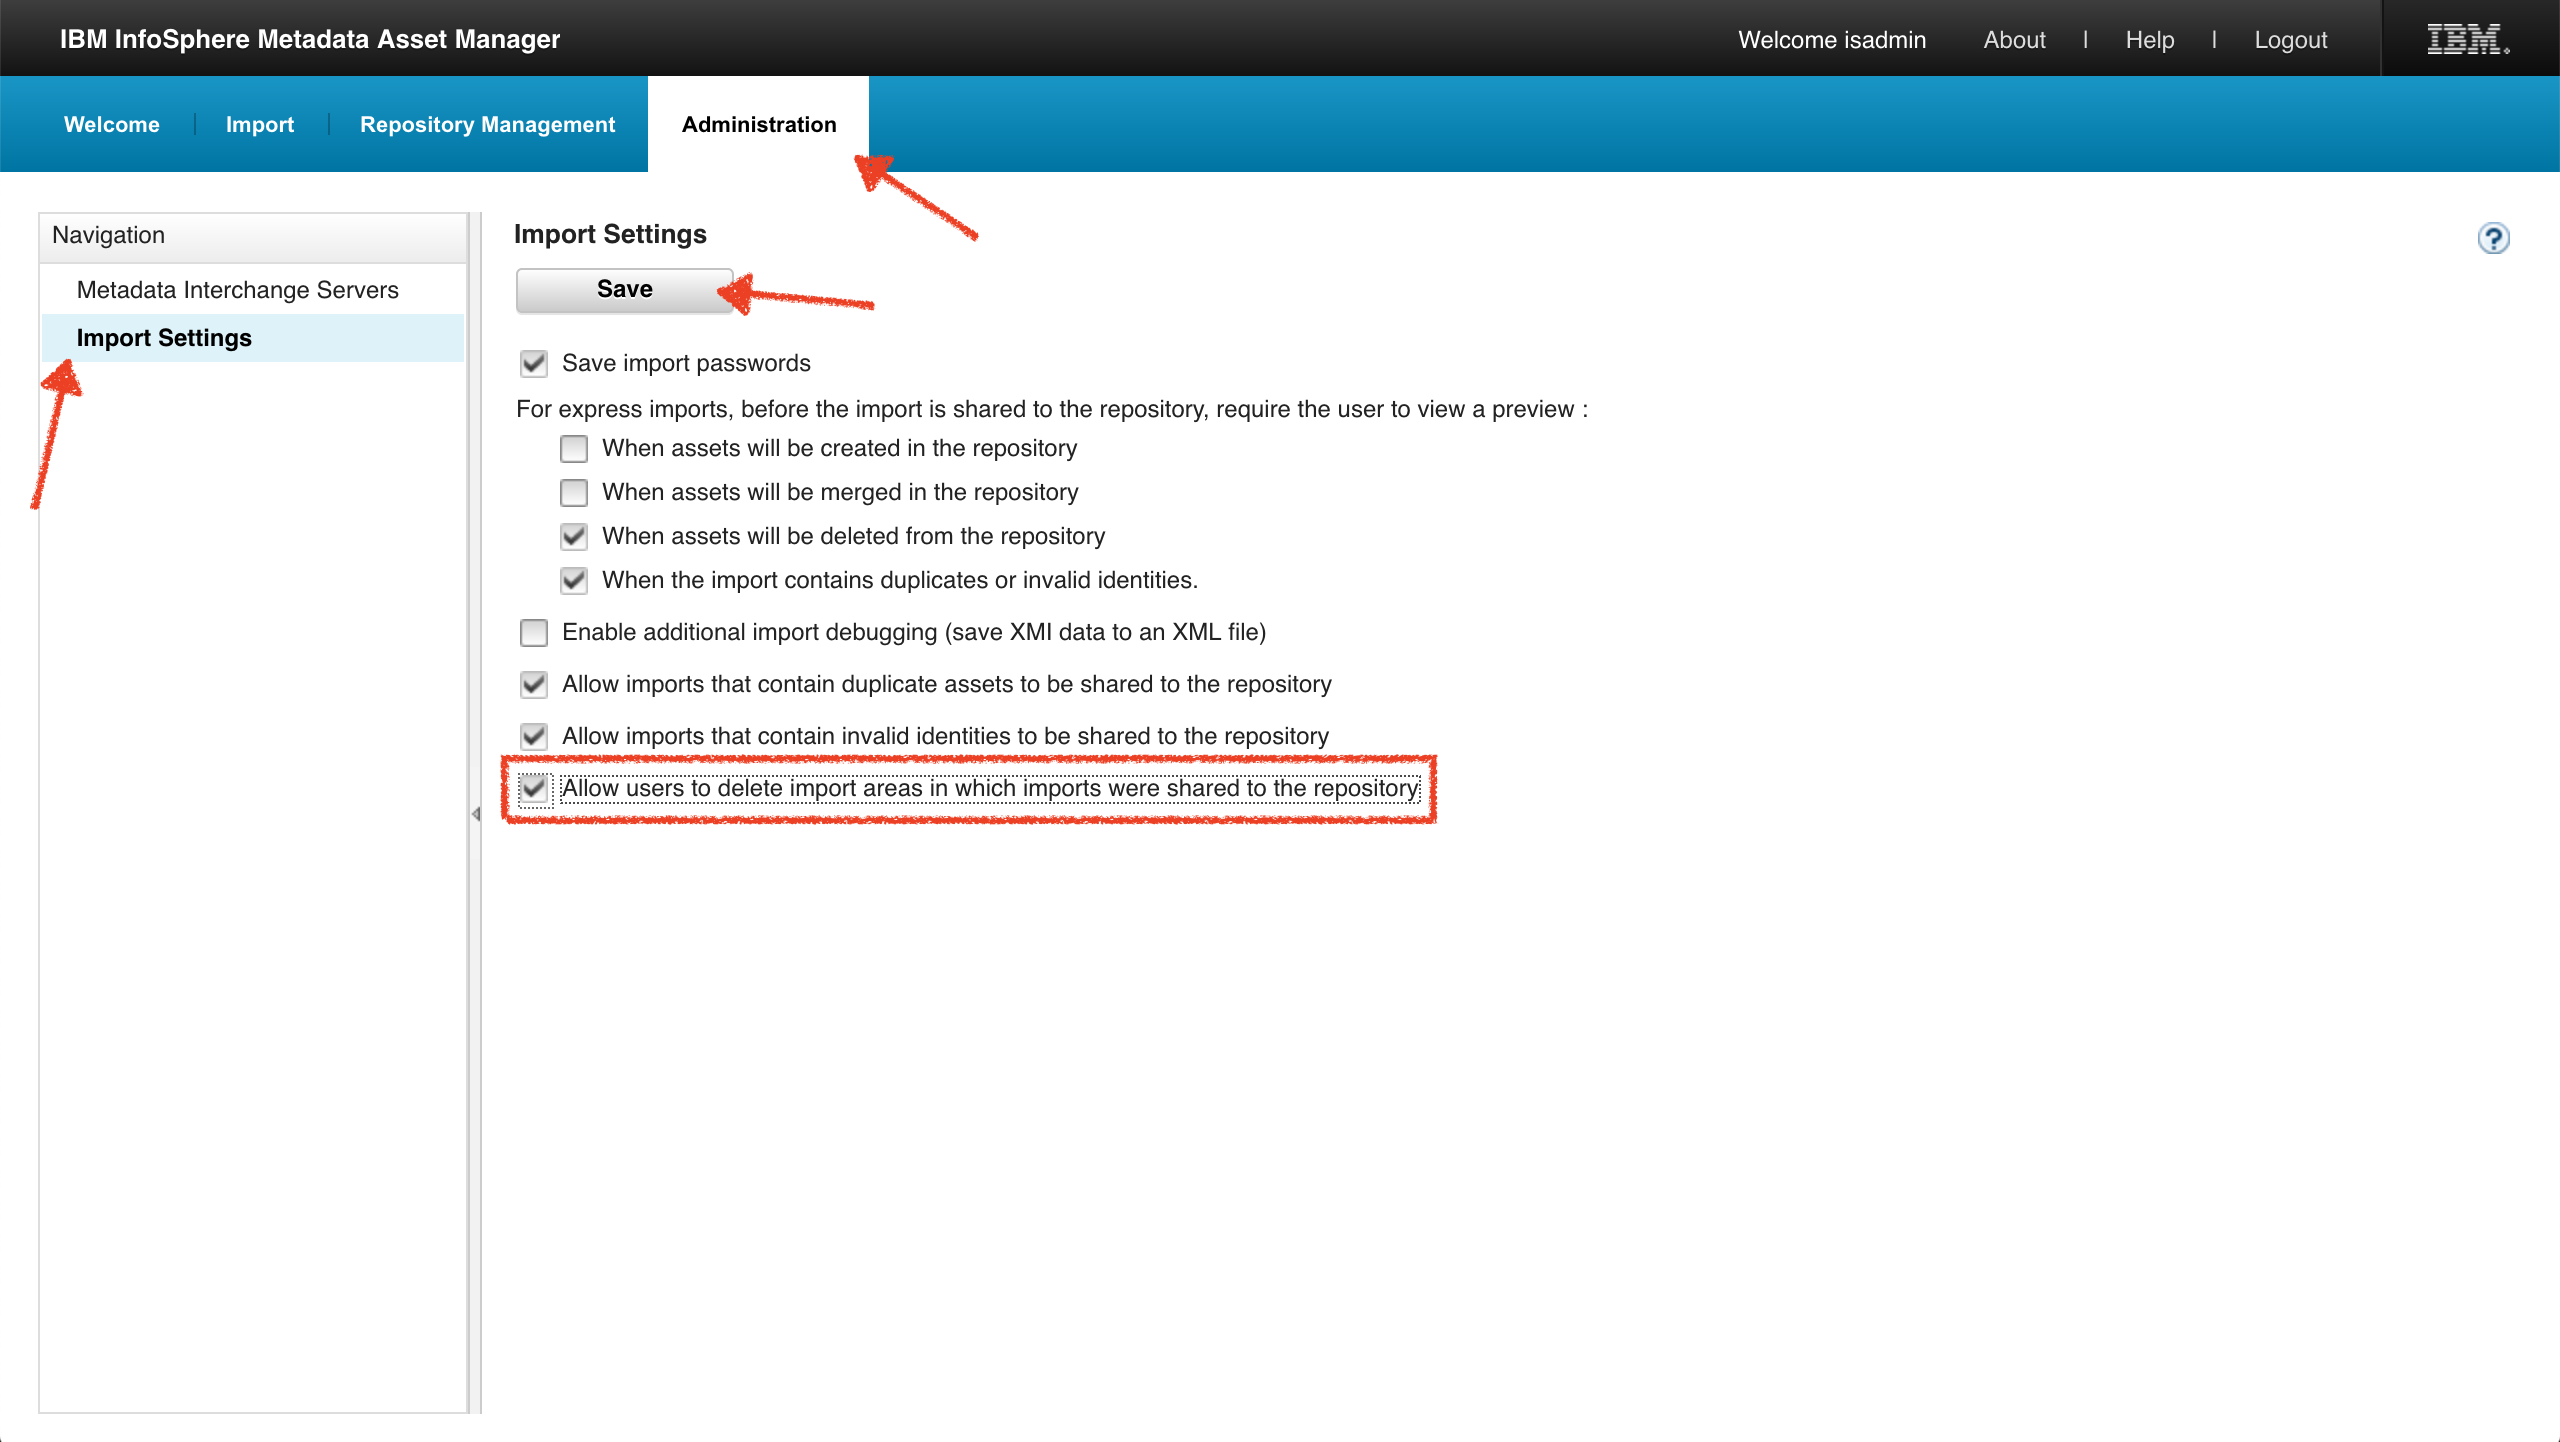 IBM InfoSphere Metadata Asset Manager
Welcome isadmin About | Help | Logout IBM.
Welcome | Import | Repository Management Administration
Navigation
Metadata Interchange Servers
Import Settings
Import Settings
Save
Save import passwords
For express imports, before the import is shared to the repository, require the user to view a preview :
When assets will be created in the repository
When assets will be merged in the repository
When assets will be deleted from the repository
When the import contains duplicates or invalid identities.
Enable additional import debugging (save XMI data to an XML file)
Allow imports that contain duplicate assets to be shared to the repository
Allow imports that contain invalid identities to be shared to the repository
Allow users to delete import areas in which imports were shared to the repository
?